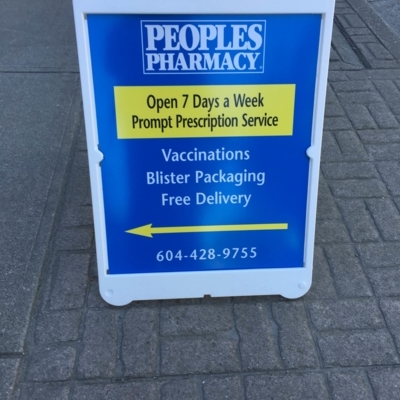 PEOPLES
PHARMACY
Open 7 Days a Week
Prompt Prescription Service
Vaccinations
Blister Packaging
Free Delivery
604-428-9755